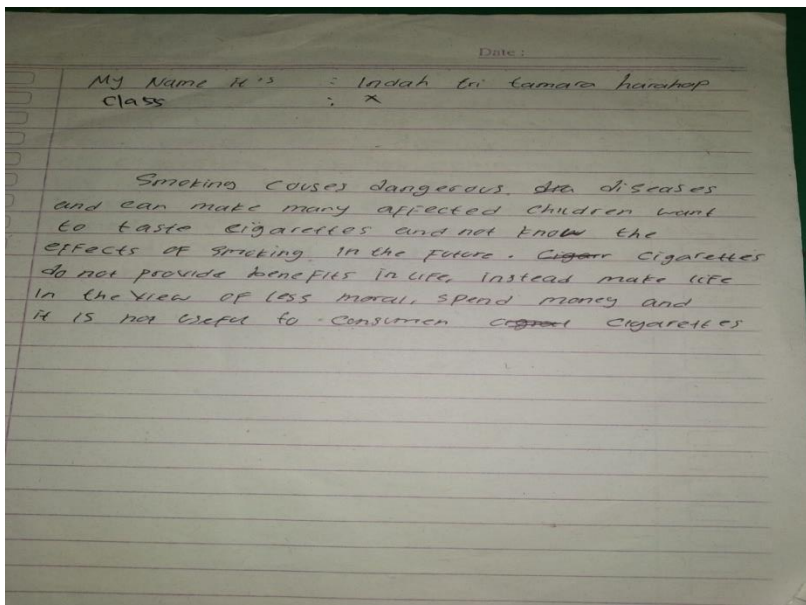 Date :
My Name it's : Indah tri tamara harahap
Class : X
Smoking causes dangerous diseases
and can make many affected children want
to taste cigarettes and not know the
effects of smoking in the future. Cigarettes
do not provide benefits in life, instead make life
in the view of less moral, spend money and
it is not useful to consumen cigarettes